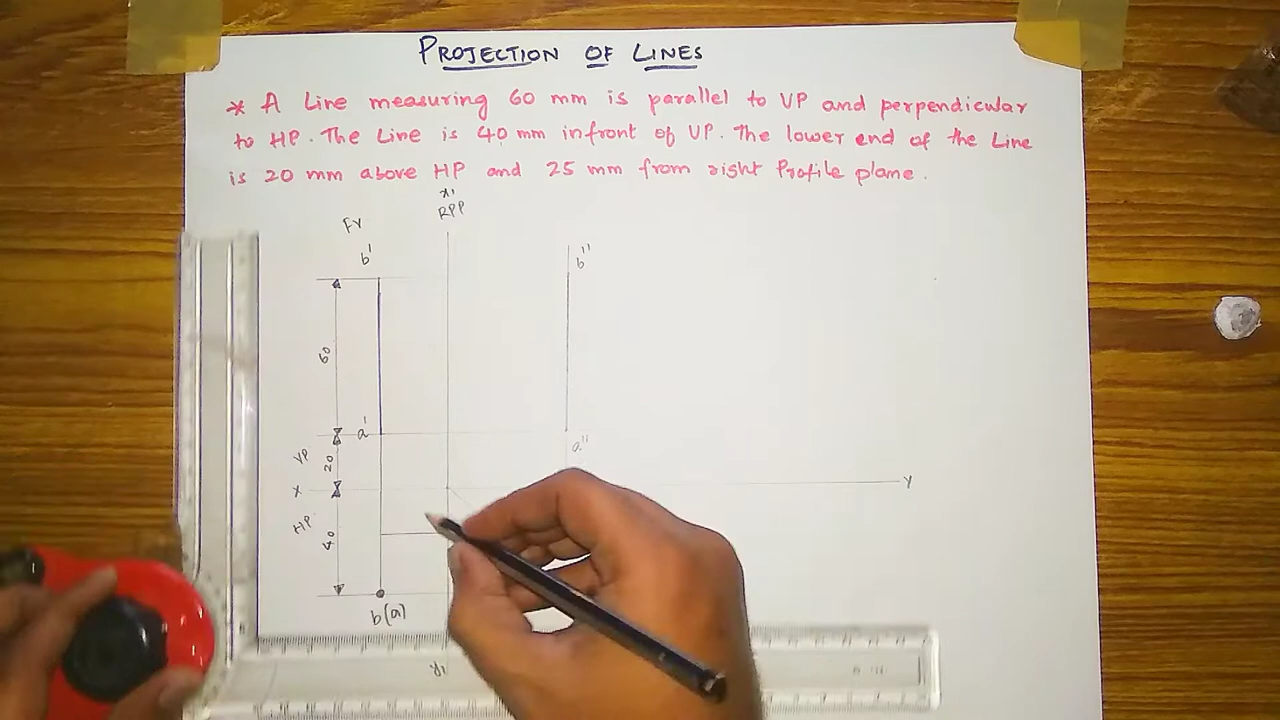 PROJECTION OF LINES
* A Line measuring 60 mm is parallel to VP and perpendicular
to HP. The Line is 40 mm infront of VP. The lower end of the Line
is 20 mm above HP and 25 mm from right Profile plane.
X1
RPP
FV
b'
b''
60
a'
a''
VP
20
X
Y
HP
40
b(a)
Y1